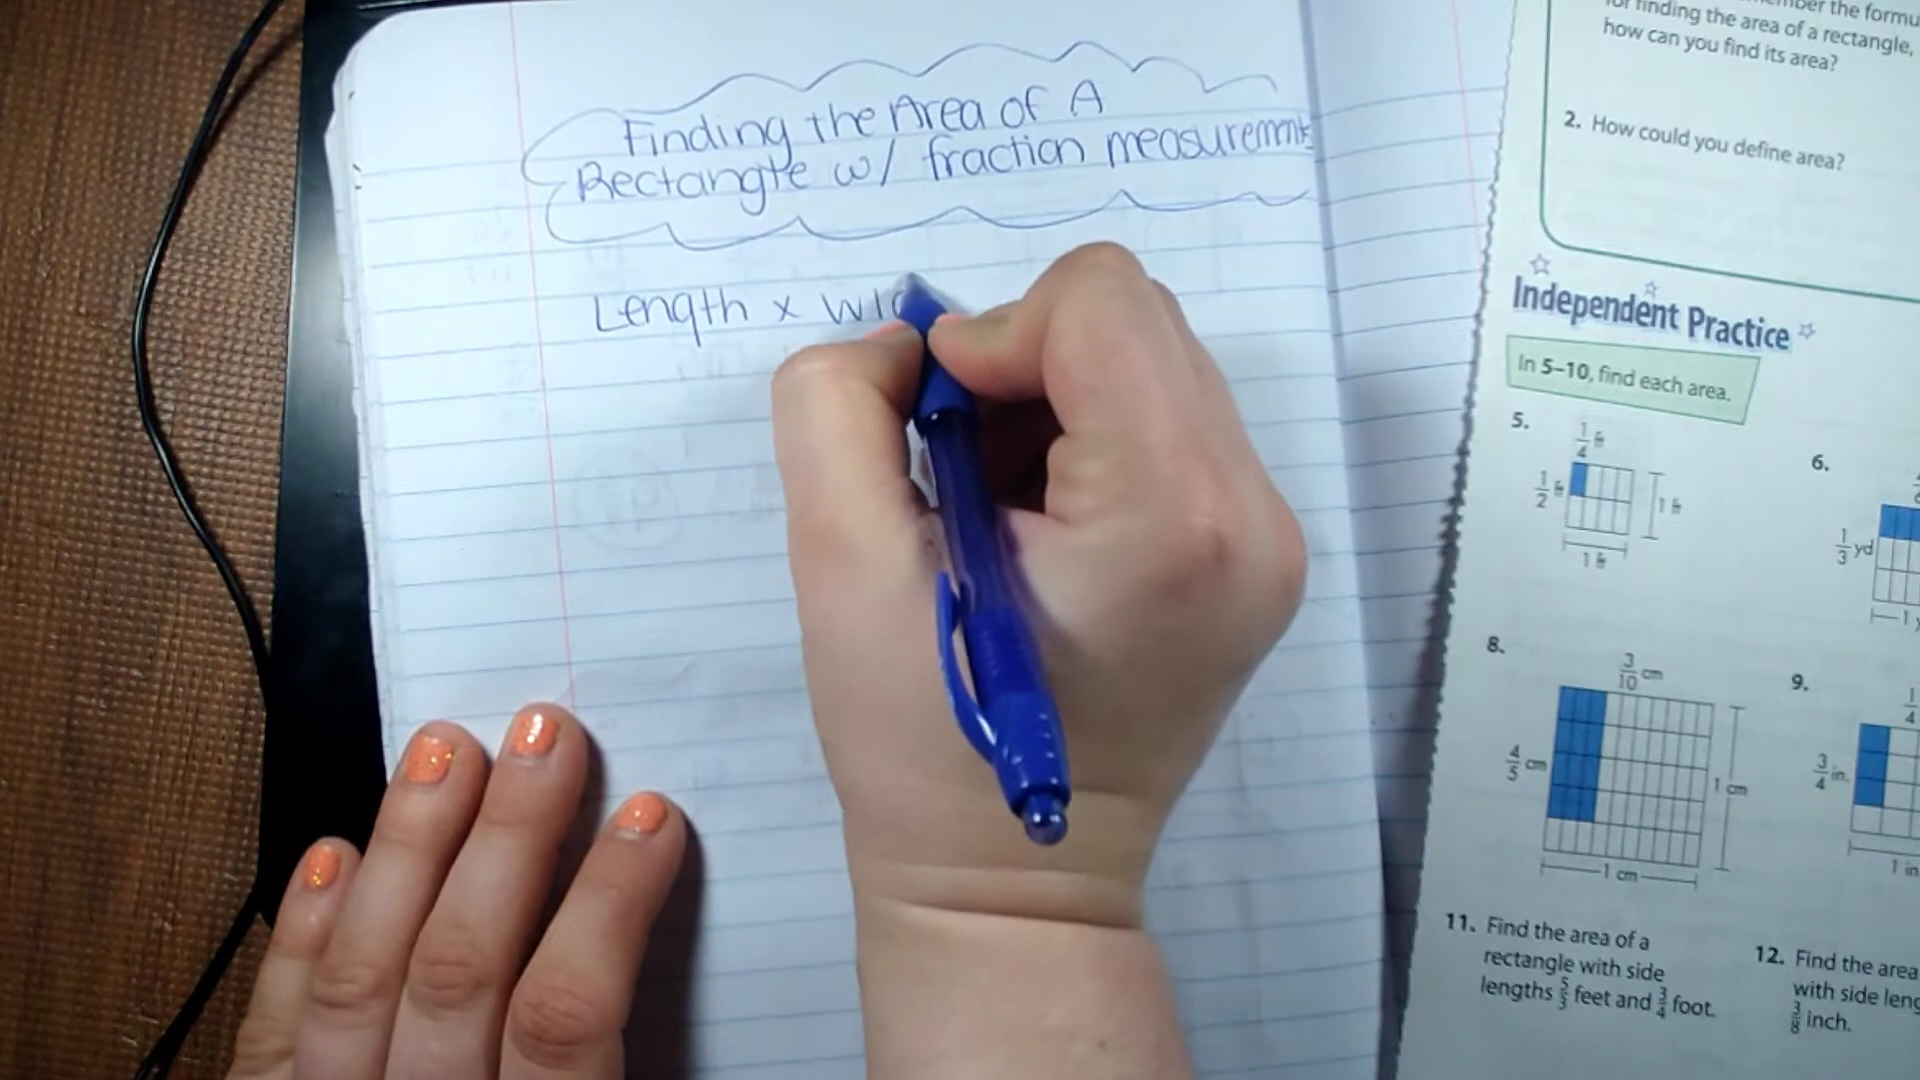 Finding the Area of A
Rectangle w/ fraction measurements
Length x Wid
the formu
for finding the area of a rectangle,
how can you find its area?
2. How could you define area?
Independent Practice
In 5–10, find each area.
5.
1/4 ft
1/2 ft
1 ft
1 ft
6.
1/3 yd
1
8.
3/10 cm
4/5 cm
1 cm
1 cm
9.
1/4
3/4 in.
1 in.
11. Find the area of a
rectangle with side
lengths 5/3 feet and 3/4 foot.
12. Find the area
with side leng
3/8 inch.